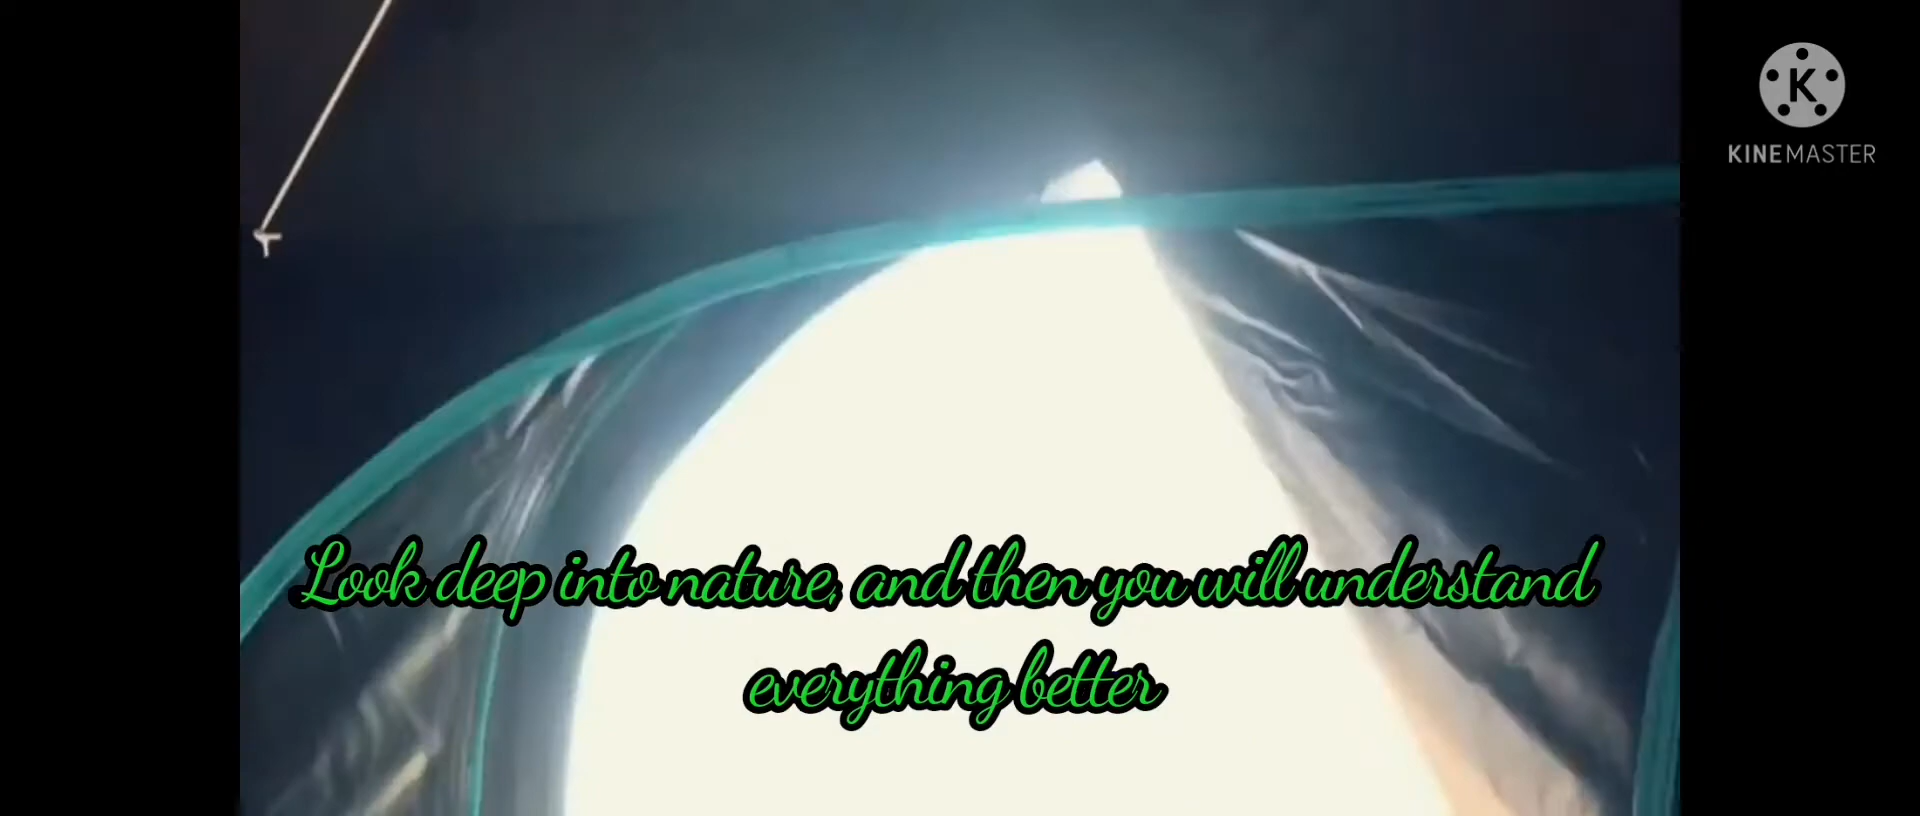 K
KINEMASTER
Look deep into nature, and then you will understand
everything better